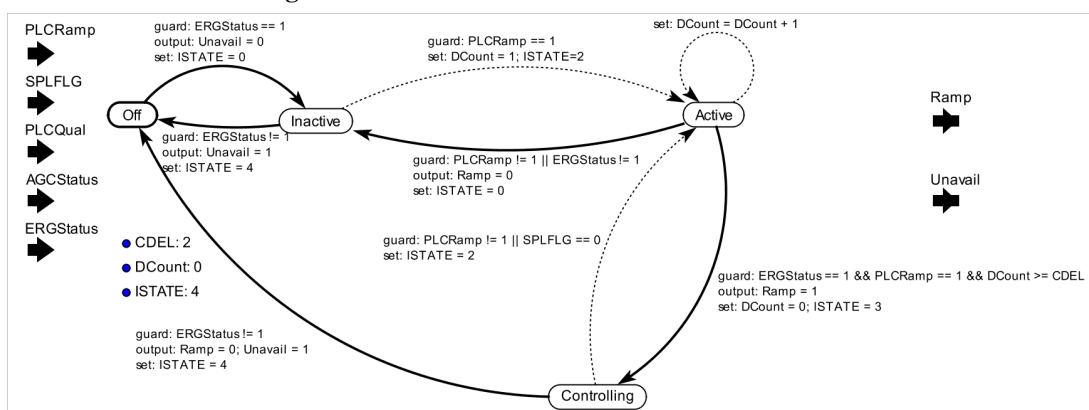 PLCRamp
SPLFLG
PLCQual
AGCStatus
ERGStatus
guard: ERGStatus == 1
output: Unavail = 0
set: ISTATE = 0
guard: PLCRamp == 1
set: DCount = 1; ISTATE=2
set: DCount = DCount + 1
Off
Inactive
Active
Ramp
Unavail
guard: ERGStatus != 1
output: Unavail = 1
set: ISTATE = 4
guard: PLCRamp != 1 || ERGStatus != 1
output: Ramp = 0
set: ISTATE = 0
guard: PLCRamp != 1 || SPLFLG == 0
set: ISTATE = 2
CDEL: 2
DCount: 0
ISTATE: 4
guard: ERGStatus == 1 && PLCRamp == 1 && DCount >= CDEL
output: Ramp = 1
set: DCount = 0; ISTATE = 3
guard: ERGStatus != 1
output: Ramp = 0; Unavail = 1
set: ISTATE = 4
Controlling